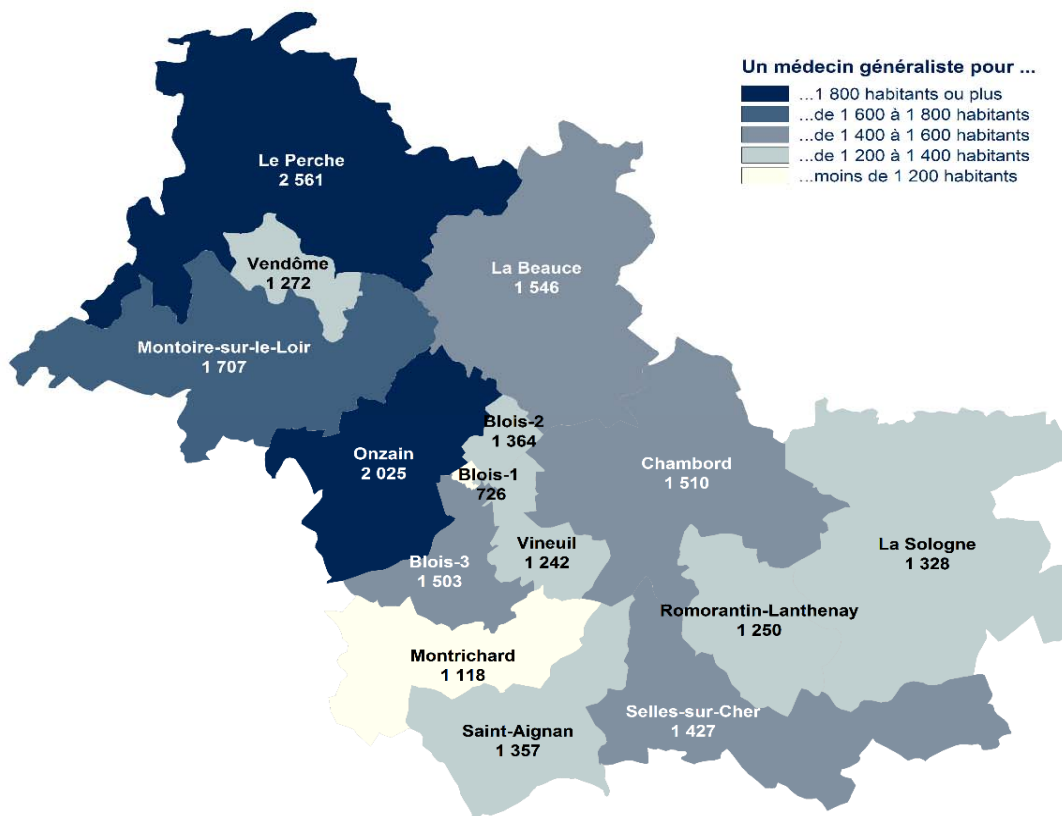 Un médecin généraliste pour ...
...1 800 habitants ou plus
...de 1 600 à 1 800 habitants
...de 1 400 à 1 600 habitants
...de 1 200 à 1 400 habitants
...moins de 1 200 habitants
Le Perche
2 561
Vendôme
1 272
La Beauce
1 546
Montoire-sur-le-Loir
1 707
Blois-2
1 364
Onzain
2 025
Blois-1
726
Chambord
1 510
Vineuil
1 242
La Sologne
1 328
Blois-3
1 503
Romorantin-Lanthenay
1 250
Montrichard
1 118
Selles-sur-Cher
1 427
Saint-Aignan
1 357